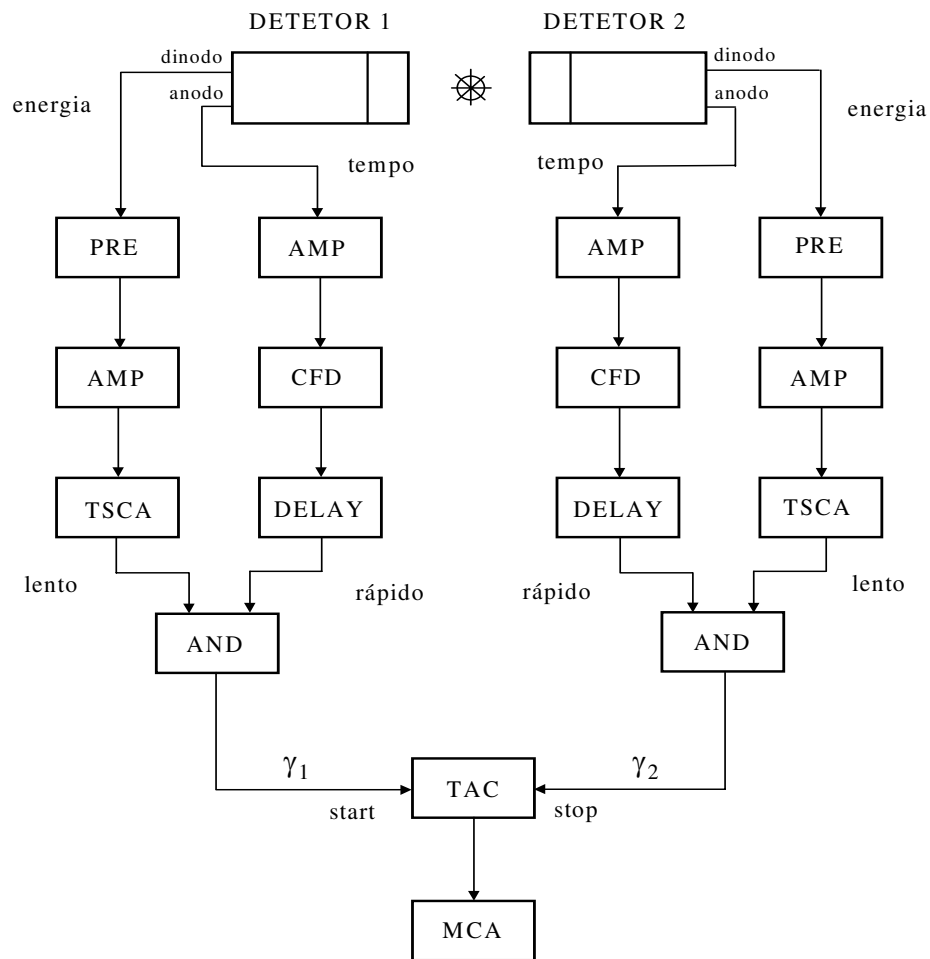 DETETOR 1 DETETOR 2
dinodo dinodo
anodo anodo
energia energia
tempo tempo
PRE AMP AMP PRE
AMP CFD CFD AMP
TSCA DELAY DELAY TSCA
lento rápido rápido lento
AND AND
γ1 γ2
TAC
start stop
MCA